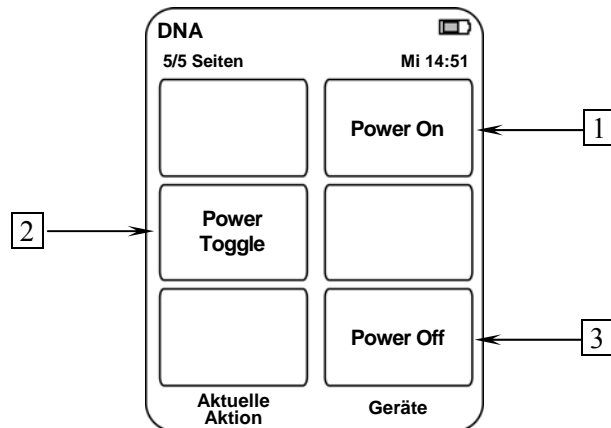 DNA
5/5 Seiten Mi 14:51
Power On
1
2
Power
Toggle
Power Off
3
Aktuelle
Aktion
Geräte